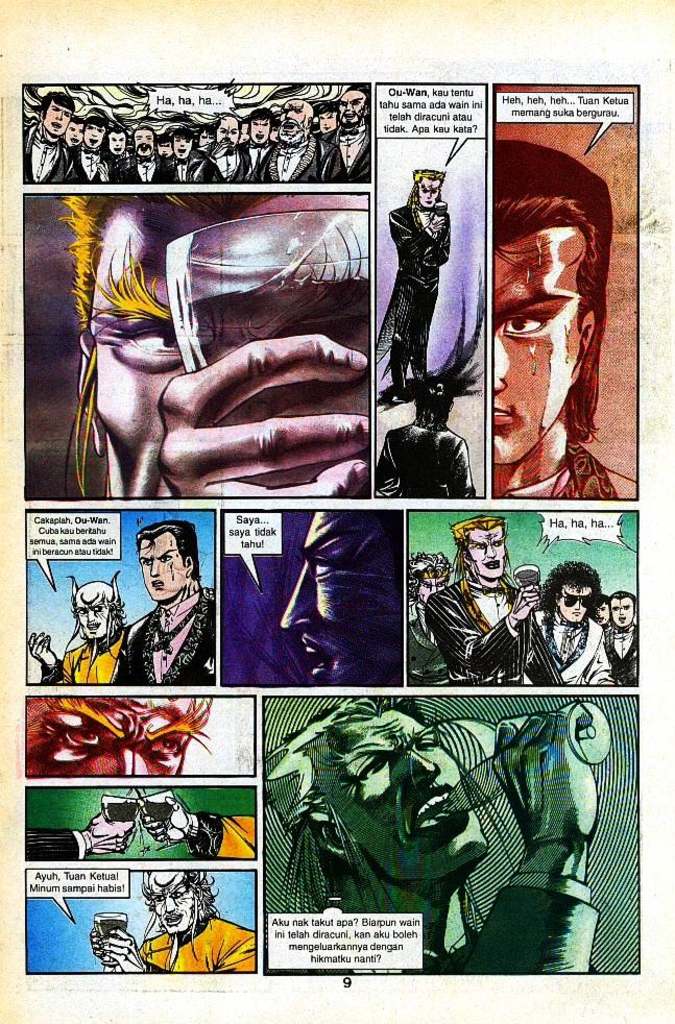 Ha, ha, ha...
Ou-Wan, kau tentu
tahu sama ada wain ini
telah diracuni atau
tidak. Apa kau kata?
Heh, heh, heh... Tuan Ketua
memang suka bergurau.
Cakaplah, Ou-Wan.
Cuba kau beritahu
semua, sama ada wain
ini beracun atau tidak!
Saya...
saya tidak
tahu!
Ha, ha, ha...
Ayuh, Tuan Ketua!
Minum sampai habis!
Aku nak takut apa? Biarpun wain
ini telah diracuni, kan aku boleh
mengeluarkannya dengan
hikmatku nanti?
9